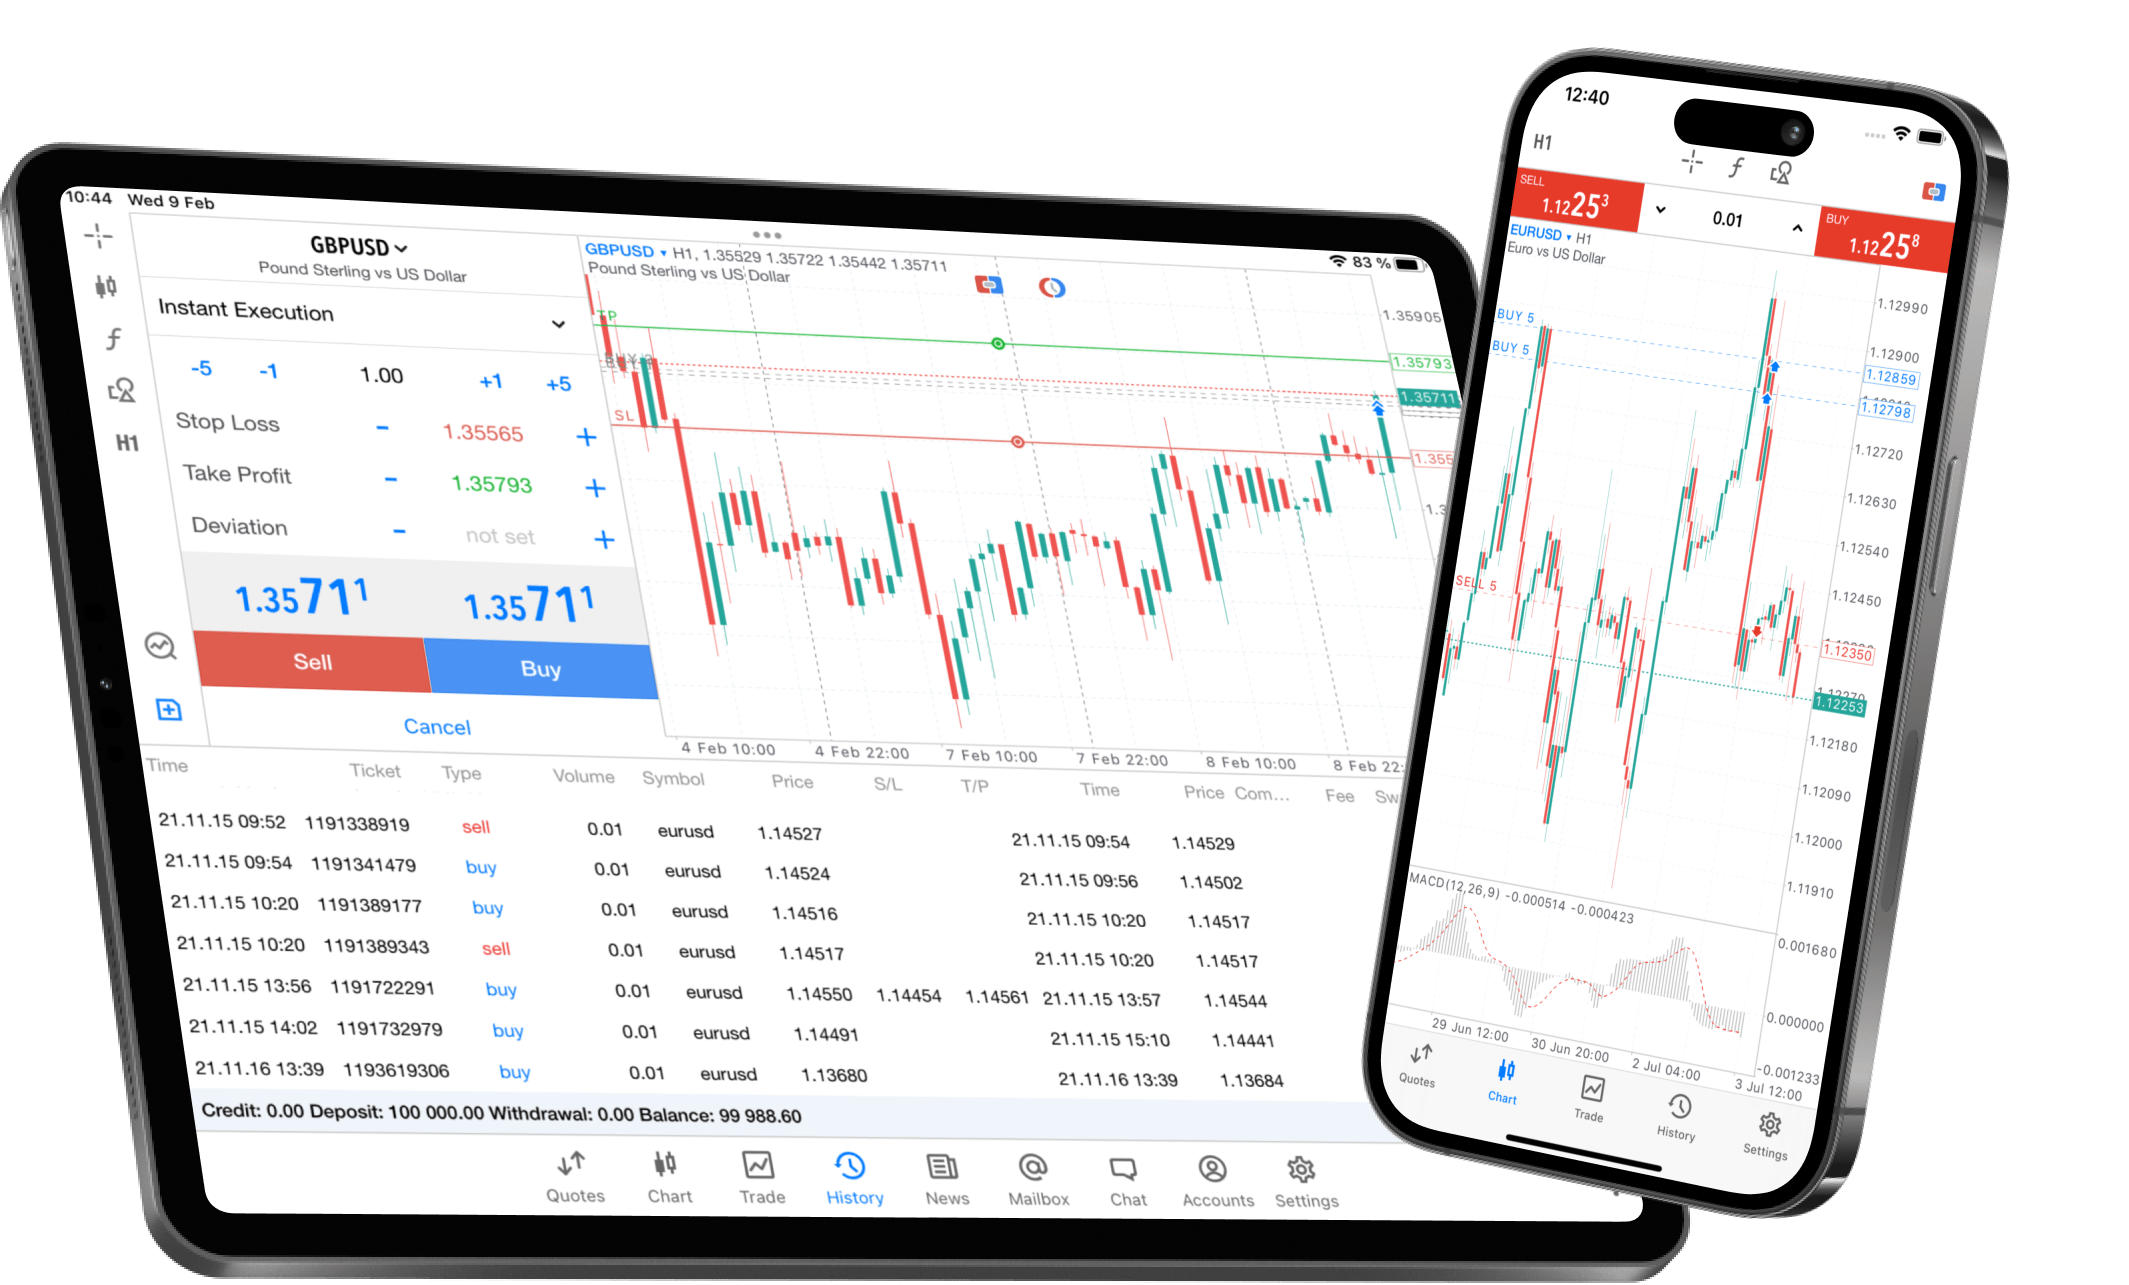 10:44 Wed 9 Feb
83 %
GBPUSD
Pound Sterling vs US Dollar
Instant Execution
-5 -1 1.00 +1 +5
Stop Loss - 1.35565 +
Take Profit - 1.35793 +
Deviation - not set +
1.35711 1.35711
Sell Buy
Cancel
H1
GBPUSD H1, 1.35529 1.35722 1.35442 1.35711
Pound Sterling vs US Dollar
TP
SL
1.35905
1.35793
1.35711
4 Feb 10:00 4 Feb 22:00 7 Feb 10:00 7 Feb 22:00 8 Feb 10:00 8 Feb 22:
Time Ticket Type Volume Symbol Price S/L T/P Time Price Com... Fee
21.11.15 09:52 1191338919 sell 0.01 eurusd 1.14527 21.11.15 09:54 1.14529
21.11.15 09:54 1191341479 buy 0.01 eurusd 1.14524 21.11.15 09:56 1.14502
21.11.15 10:20 1191389177 buy 0.01 eurusd 1.14516 21.11.15 10:20 1.14517
21.11.15 10:20 1191389343 sell 0.01 eurusd 1.14517 21.11.15 10:20 1.14517
21.11.15 13:56 1191722291 buy 0.01 eurusd 1.14550 1.14454 1.14561 21.11.15 13:57 1.14544
21.11.15 14:02 1191732979 buy 0.01 eurusd 1.14491 21.11.15 15:10 1.14441
21.11.16 13:39 1193619306 buy 0.01 eurusd 1.13680 21.11.16 13:39 1.13684
Credit: 0.00 Deposit: 100 000.00 Withdrawal: 0.00 Balance: 99 988.60
Quotes Chart Trade History News Mailbox Chat Accounts Settings
12:40
H1
SELL 1.12253 0.01 BUY 1.12258
EURUSD H1
Euro vs US Dollar
BUY 5
BUY 5
SELL 5
1.12990
1.12900
1.12859
1.12798
1.12720
1.12630
1.12540
1.12450
1.12350
1.12270
1.12253
1.12180
1.12090
1.12000
1.11910
MACD(12,26,9) -0.000514 -0.000423
0.001680
0.000000
-0.001233
29 Jun 12:00 30 Jun 20:00 2 Jul 04:00 3 Jul 12:00
Quotes Chart Trade History Settings